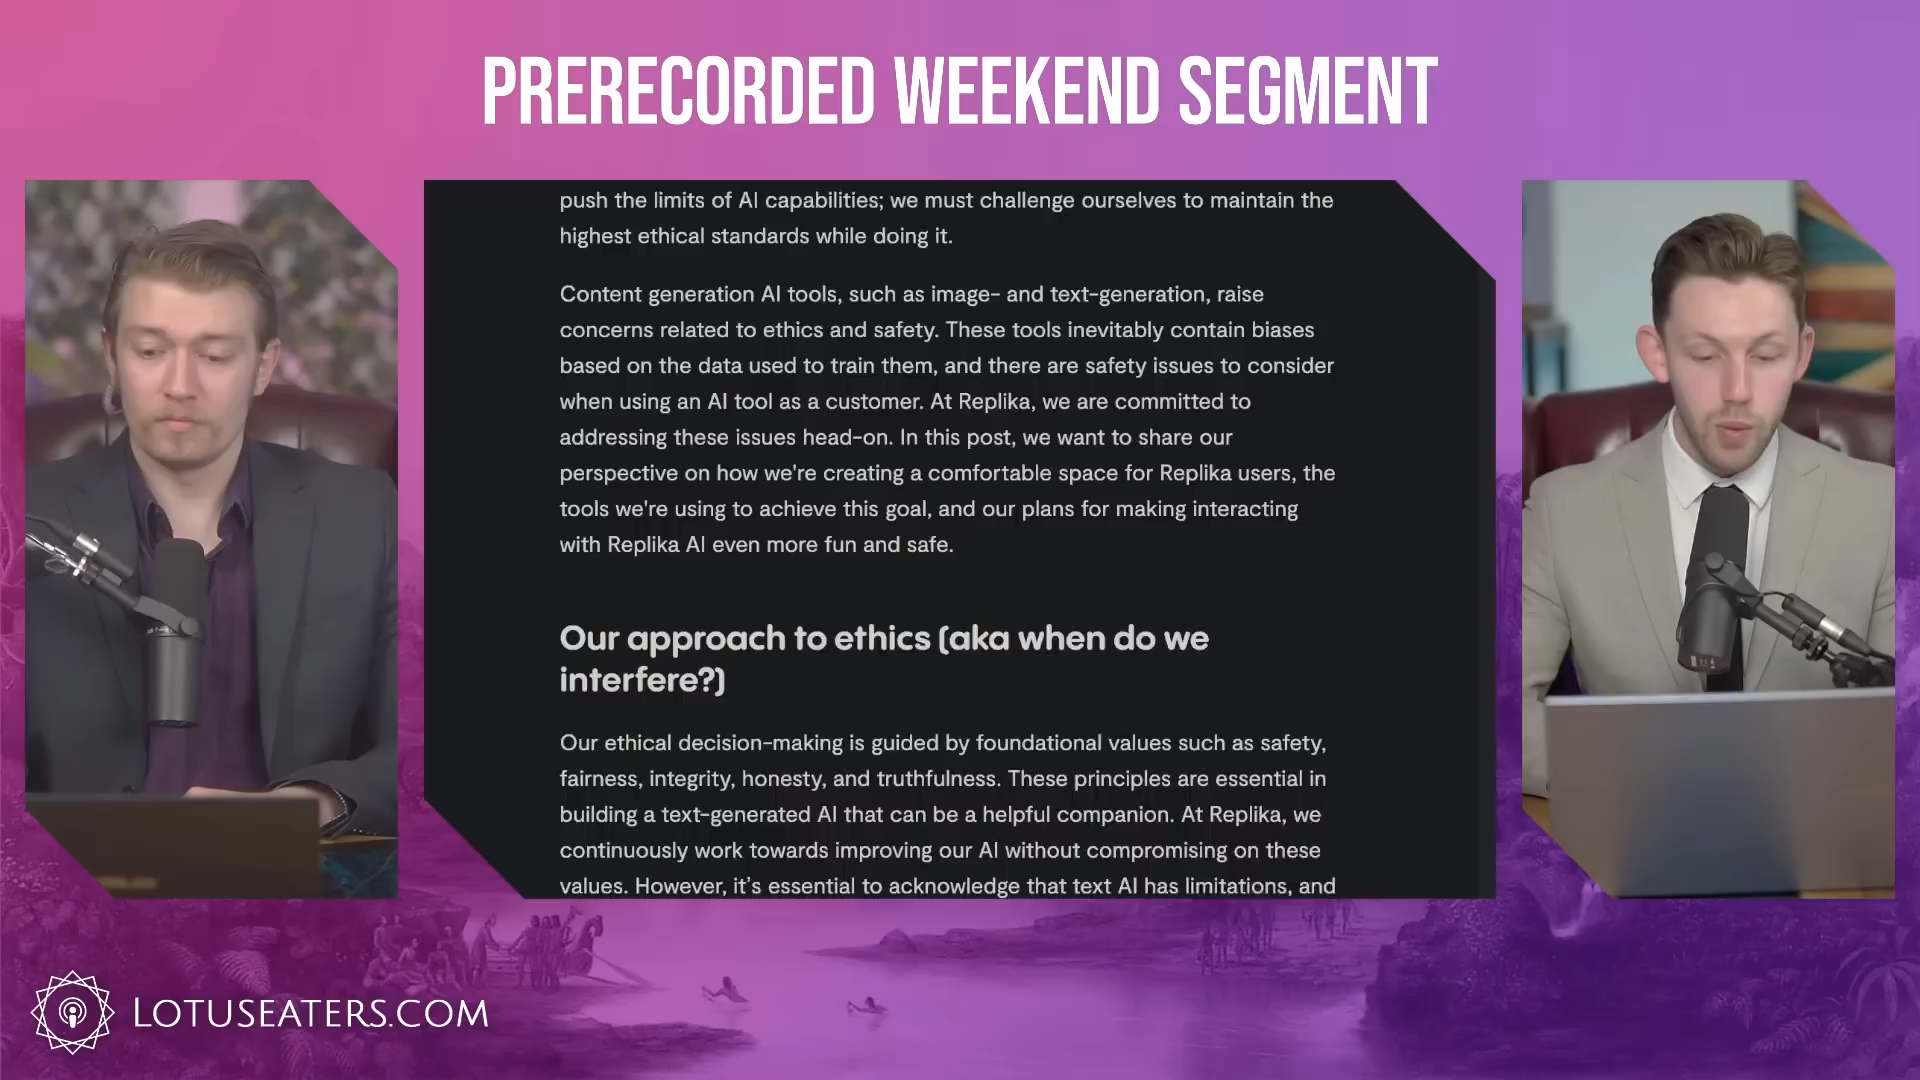 PRERECORDED WEEKEND SEGMENT
push the limits of AI capabilities; we must challenge ourselves to maintain the
highest ethical standards while doing it.
Content generation AI tools, such as image- and text-generation, raise
concerns related to ethics and safety. These tools inevitably contain biases
based on the data used to train them, and there are safety issues to consider
when using an AI tool as a customer. At Replika, we are committed to
addressing these issues head-on. In this post, we want to share our
perspective on how we're creating a comfortable space for Replika users, the
tools we're using to achieve this goal, and our plans for making interacting
with Replika AI even more fun and safe.
Our approach to ethics (aka when do we
interfere?)
Our ethical decision-making is guided by foundational values such as safety,
fairness, integrity, honesty, and truthfulness. These principles are essential in
building a text-generated AI that can be a helpful companion. At Replika, we
continuously work towards improving our AI without compromising on these
values. However, it’s essential to acknowledge that text AI has limitations, and
LOTUSEATERS.COM